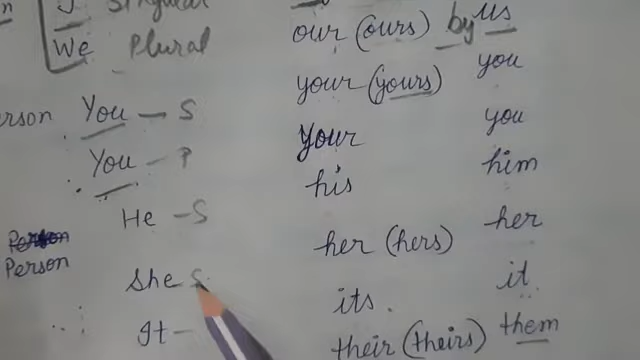 I Singular
We Plural our (ours) by us
your (yours) you
erson You — S
your you
You — P
his him
He — S
her (hers) her
Person
She S
its. it
It —
their (theirs) them